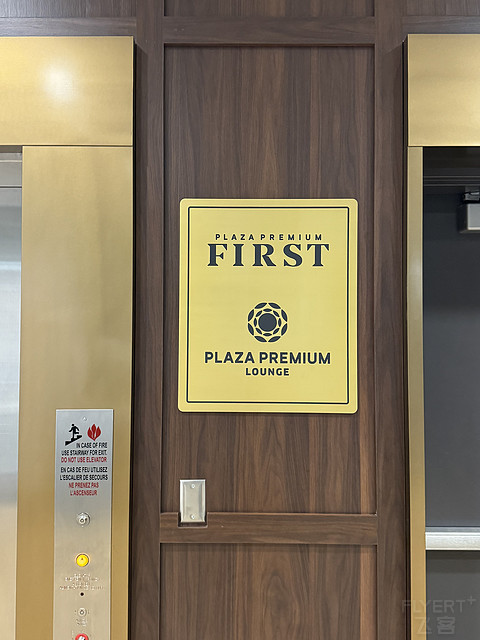 PLAZA PREMIUM
FIRST
PLAZA PREMIUM
LOUNGE
IN CASE OF FIRE
USE STAIRWAY FOR EXIT.
DO NOT USE ELEVATOR
EN CAS DE FEU UTILISEZ
L'ESCALIER DE SECOURS
NE PRENEZ PAS
L'ASCENSEUR
FLYERT+
飞客